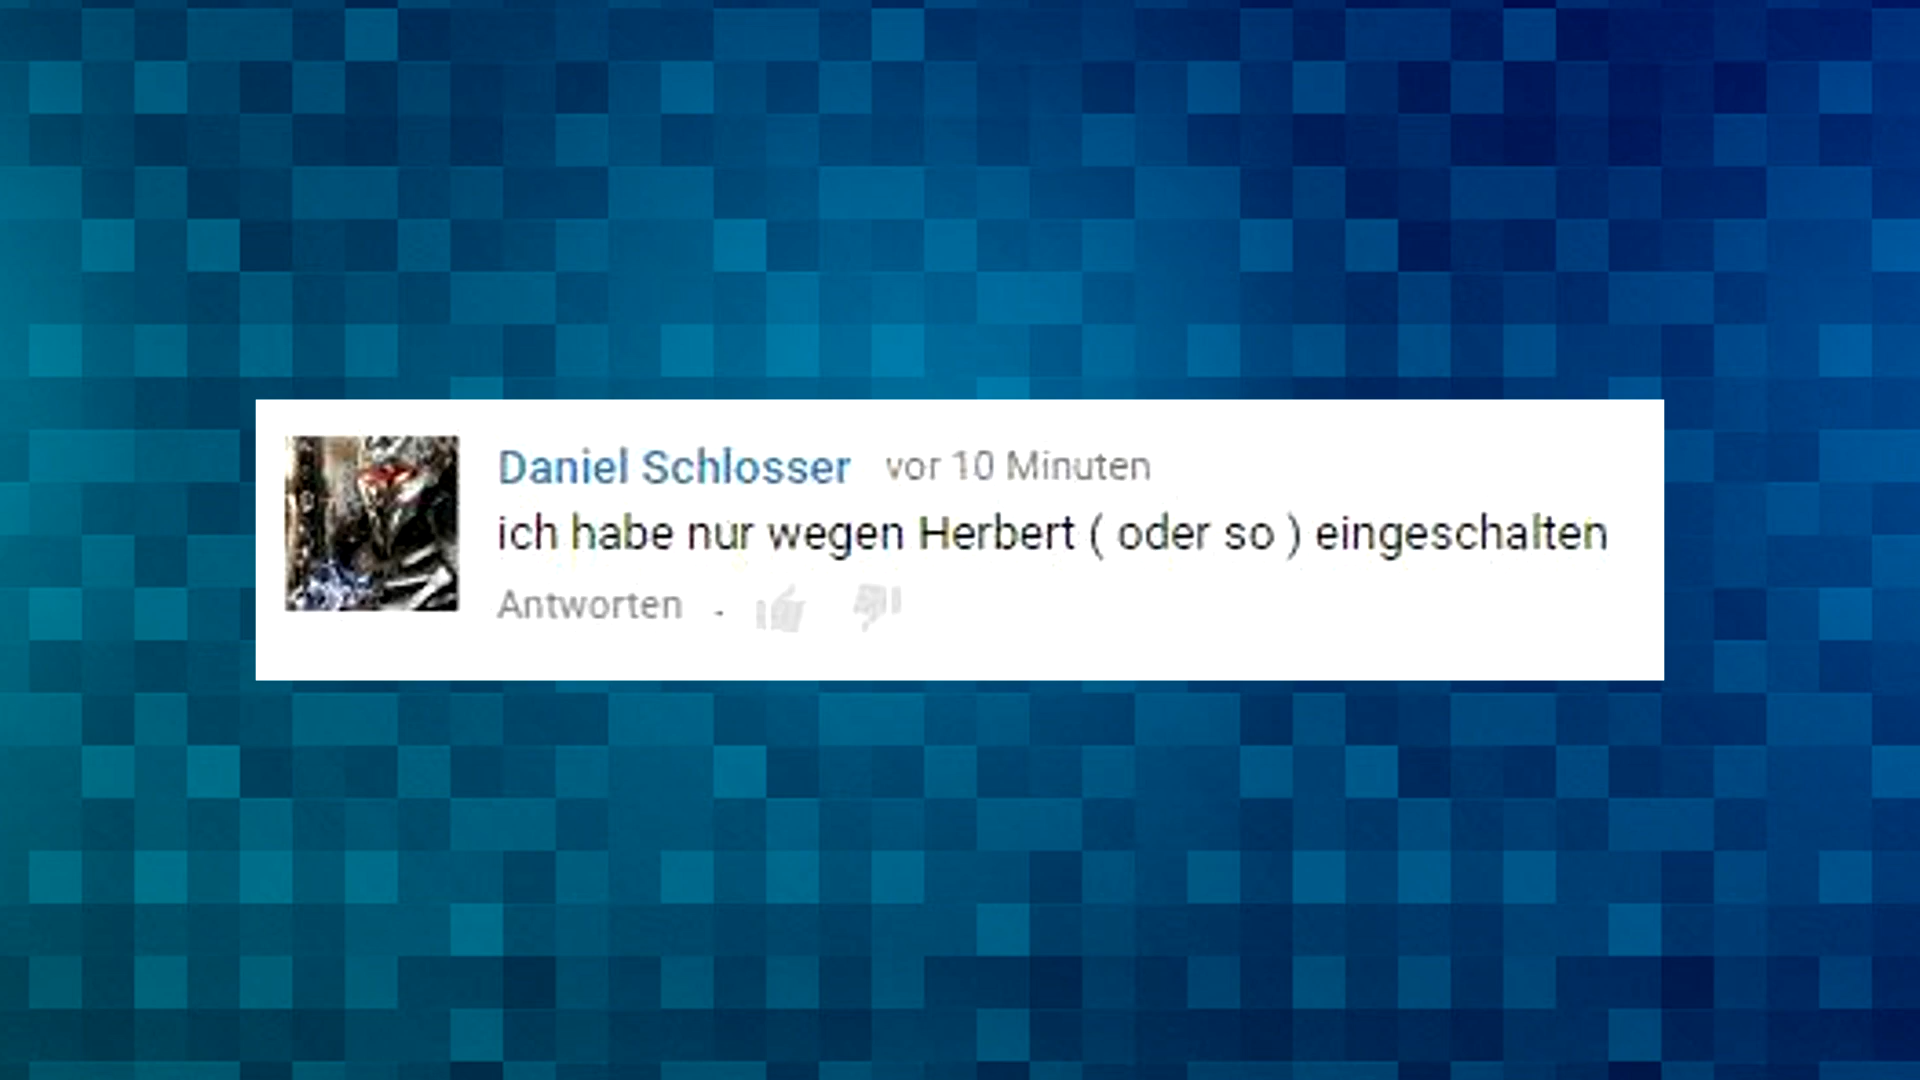 Daniel Schlosser vor 10 Minuten
ich habe nur wegen Herbert ( oder so ) eingeschalten
Antworten .